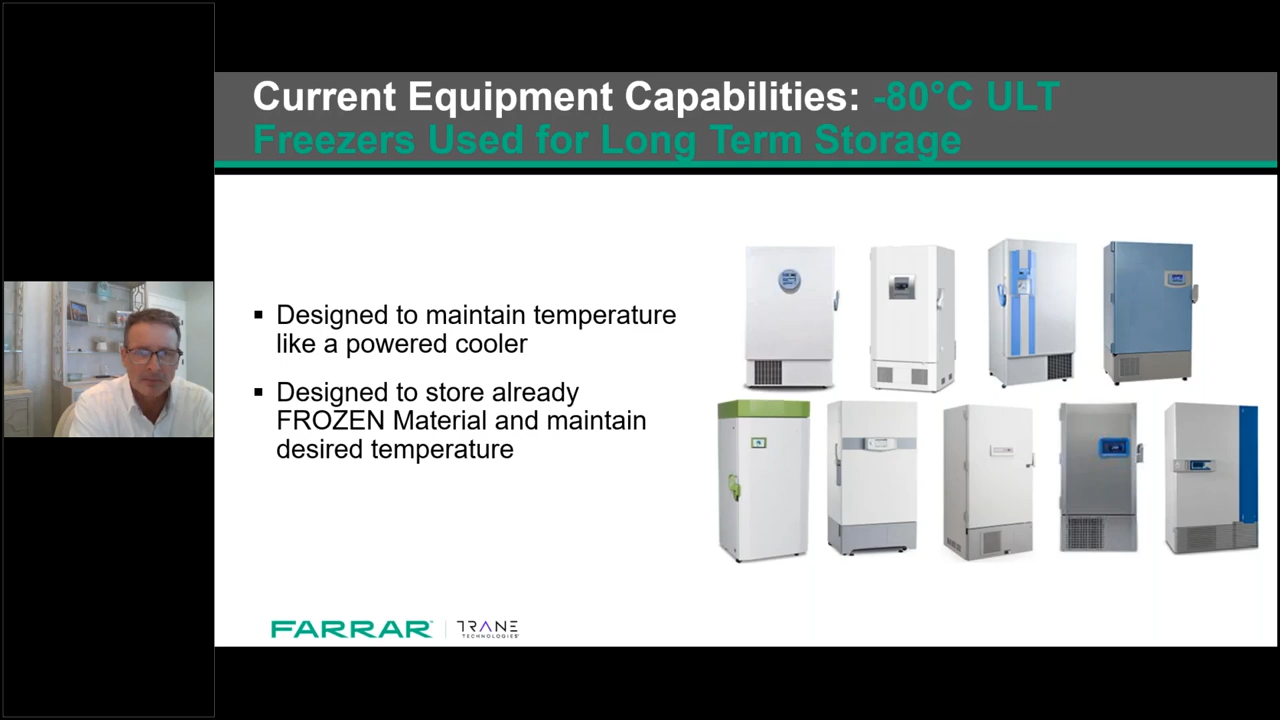 Current Equipment Capabilities: -80°C ULT
Freezers Used for Long Term Storage
▪ Designed to maintain temperature
like a powered cooler
▪ Designed to store already
FROZEN Material and maintain
desired temperature
FARRAR
TRANE
TECHNOLOGIES